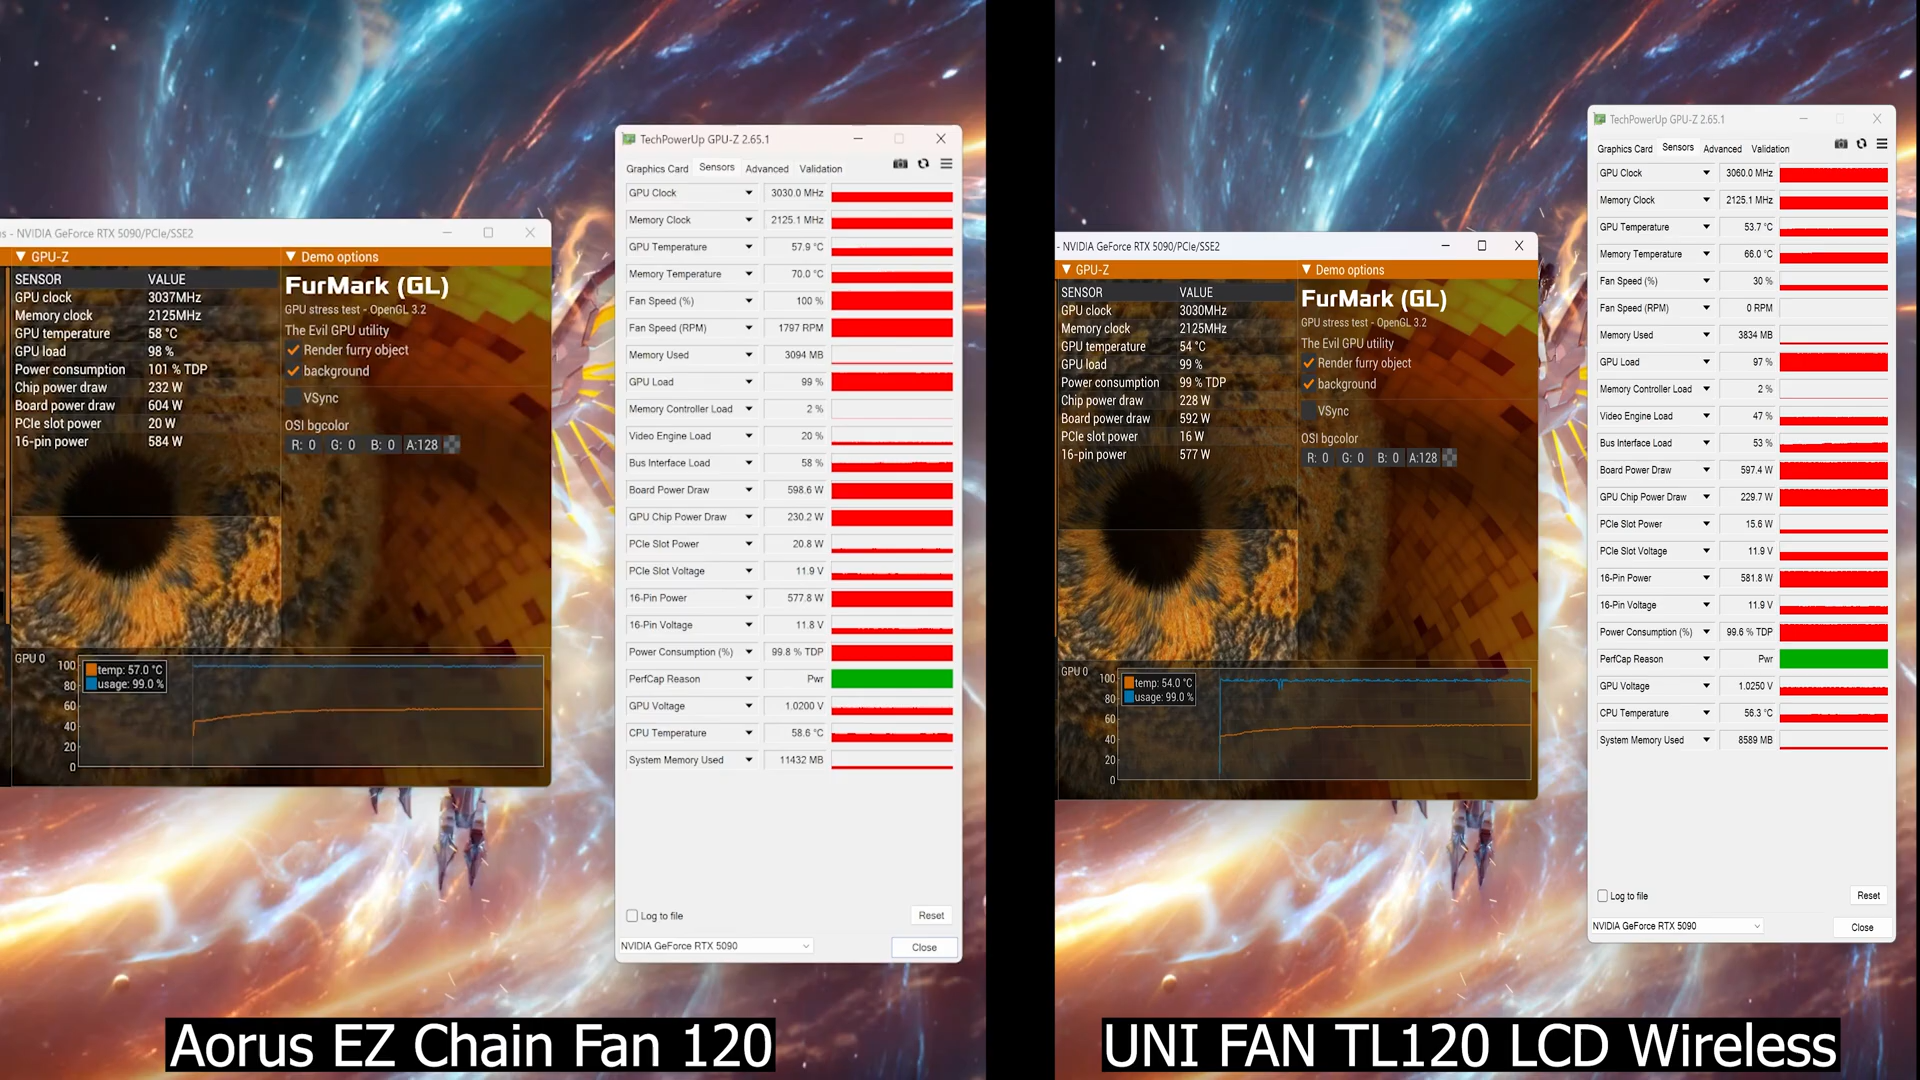 s - NVIDIA GeForce RTX 5090/PCIe/SSE2
▼ GPU-Z
SENSOR VALUE
GPU clock 3037MHz
Memory clock 2125MHz
GPU temperature 58 °C
GPU load 98 %
Power consumption 101 % TDP
Chip power draw 232 W
Board power draw 604 W
PCIe slot power 20 W
16-pin power 584 W
▼ Demo options
FurMark (GL)
GPU stress test - OpenGL 3.2
The Evil GPU utility
Render furry object
background
VSync
OSI bgcolor
R: 0 G: 0 B: 0 A:128
GPU 0
100
80
60
40
20
0
temp: 57.0 °C
usage: 99.0 %
TechPowerUp GPU-Z 2.65.1
Graphics Card Sensors Advanced Validation
GPU Clock 3030.0 MHz
Memory Clock 2125.1 MHz
GPU Temperature 57.9 °C
Memory Temperature 70.0 °C
Fan Speed (%) 100 %
Fan Speed (RPM) 1797 RPM
Memory Used 3094 MB
GPU Load 99 %
Memory Controller Load 2 %
Video Engine Load 20 %
Bus Interface Load 58 %
Board Power Draw 598.6 W
GPU Chip Power Draw 230.2 W
PCIe Slot Power 20.8 W
PCIe Slot Voltage 11.9 V
16-Pin Power 577.8 W
16-Pin Voltage 11.8 V
Power Consumption (%) 99.8 % TDP
PerfCap Reason Pwr
GPU Voltage 1.0200 V
CPU Temperature 58.6 °C
System Memory Used 11432 MB
Log to file Reset
NVIDIA GeForce RTX 5090 Close
Aorus EZ Chain Fan 120
- NVIDIA GeForce RTX 5090/PCIe/SSE2
▼ GPU-Z
SENSOR VALUE
GPU clock 3030MHz
Memory clock 2125MHz
GPU temperature 54 °C
GPU load 99 %
Power consumption 99 % TDP
Chip power draw 228 W
Board power draw 592 W
PCIe slot power 16 W
16-pin power 577 W
▼ Demo options
FurMark (GL)
GPU stress test - OpenGL 3.2
The Evil GPU utility
Render furry object
background
VSync
OSI bgcolor
R: 0 G: 0 B: 0 A:128
GPU 0
100
80
60
40
20
0
temp: 54.0 °C
usage: 99.0 %
TechPowerUp GPU-Z 2.65.1
Graphics Card Sensors Advanced Validation
GPU Clock 3060.0 MHz
Memory Clock 2125.1 MHz
GPU Temperature 53.7 °C
Memory Temperature 66.0 °C
Fan Speed (%) 30 %
Fan Speed (RPM) 0 RPM
Memory Used 3834 MB
GPU Load 97 %
Memory Controller Load 2 %
Video Engine Load 47 %
Bus Interface Load 53 %
Board Power Draw 597.4 W
GPU Chip Power Draw 229.7 W
PCIe Slot Power 15.6 W
PCIe Slot Voltage 11.9 V
16-Pin Power 581.8 W
16-Pin Voltage 11.9 V
Power Consumption (%) 99.6 % TDP
PerfCap Reason Pwr
GPU Voltage 1.0250 V
CPU Temperature 56.3 °C
System Memory Used 8589 MB
Log to file Reset
NVIDIA GeForce RTX 5090 Close
UNI FAN TL120 LCD Wireless